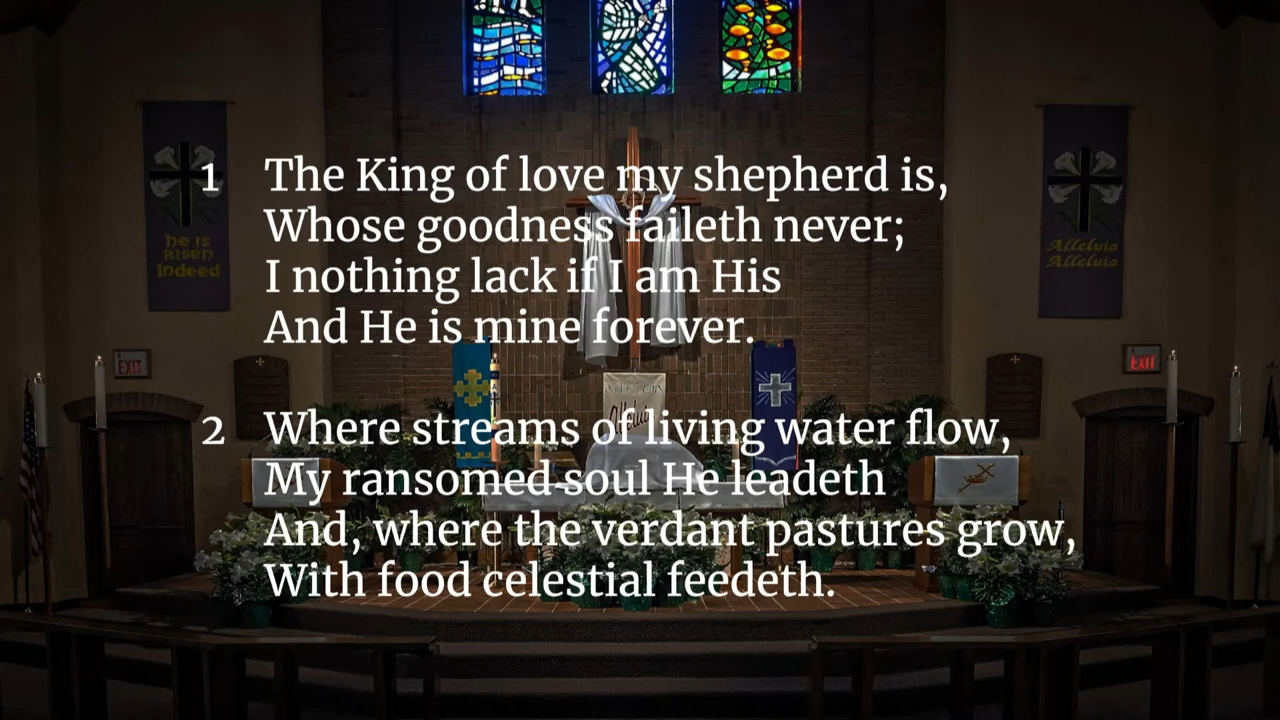 1 The King of love my shepherd is,
Whose goodness faileth never;
I nothing lack if I am His
And He is mine forever.
2 Where streams of living water flow,
My ransomed soul He leadeth
And, where the verdant pastures grow,
With food celestial feedeth.
he is
Risen
Indeed
Alleluia
Alleluia
EXIT
EXIT
Alleluia